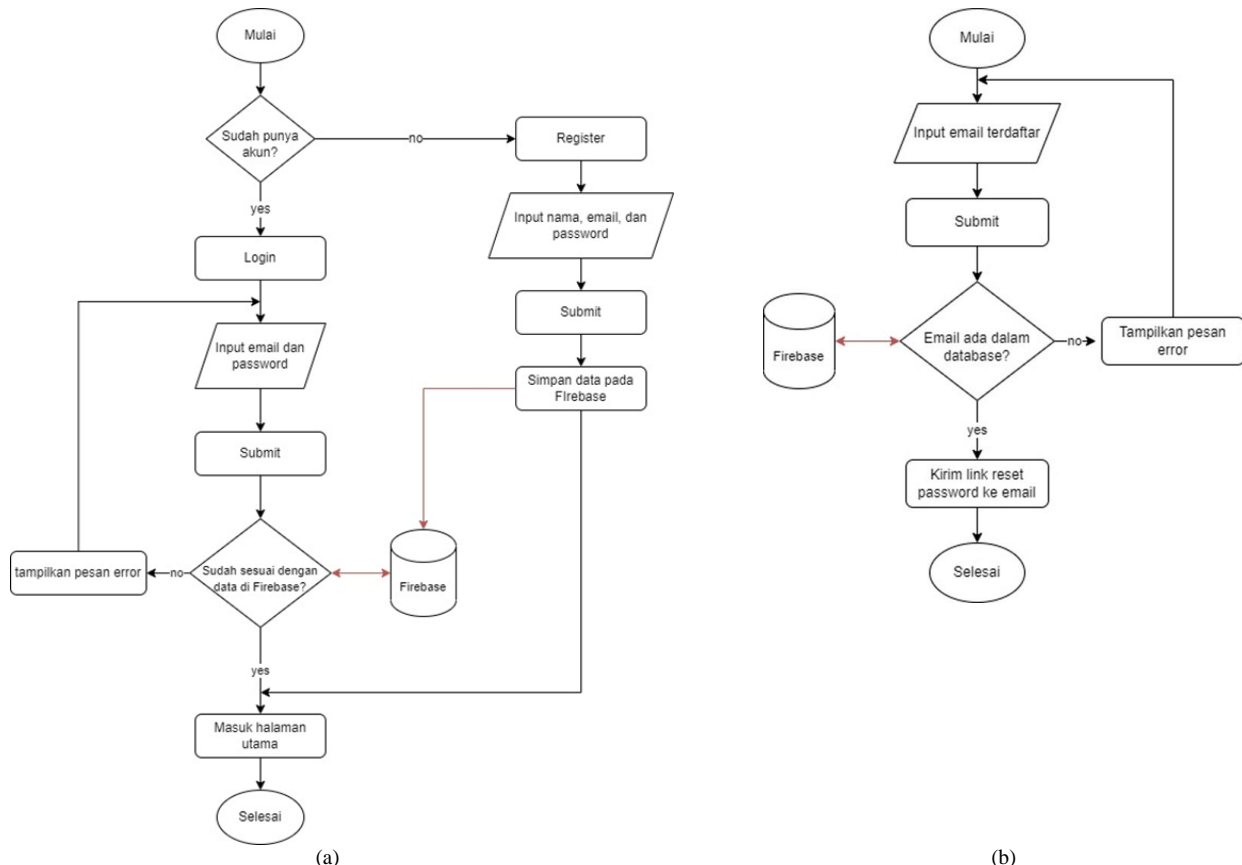 Mulai
Sudah punya
akun?
no
Register
yes
Input nama, email, dan
password
Login
Submit
Input email dan
password
Simpan data pada
FIrebase
Submit
tampilkan pesan error
no
Sudah sesuai dengan
data di Firebase?
Firebase
yes
Masuk halaman
utama
Selesai
(a)
Mulai
Input email terdaftar
Submit
Firebase
Email ada dalam
database?
no
Tampilkan pesan
error
yes
Kirim link reset
password ke email
Selesai
(b)